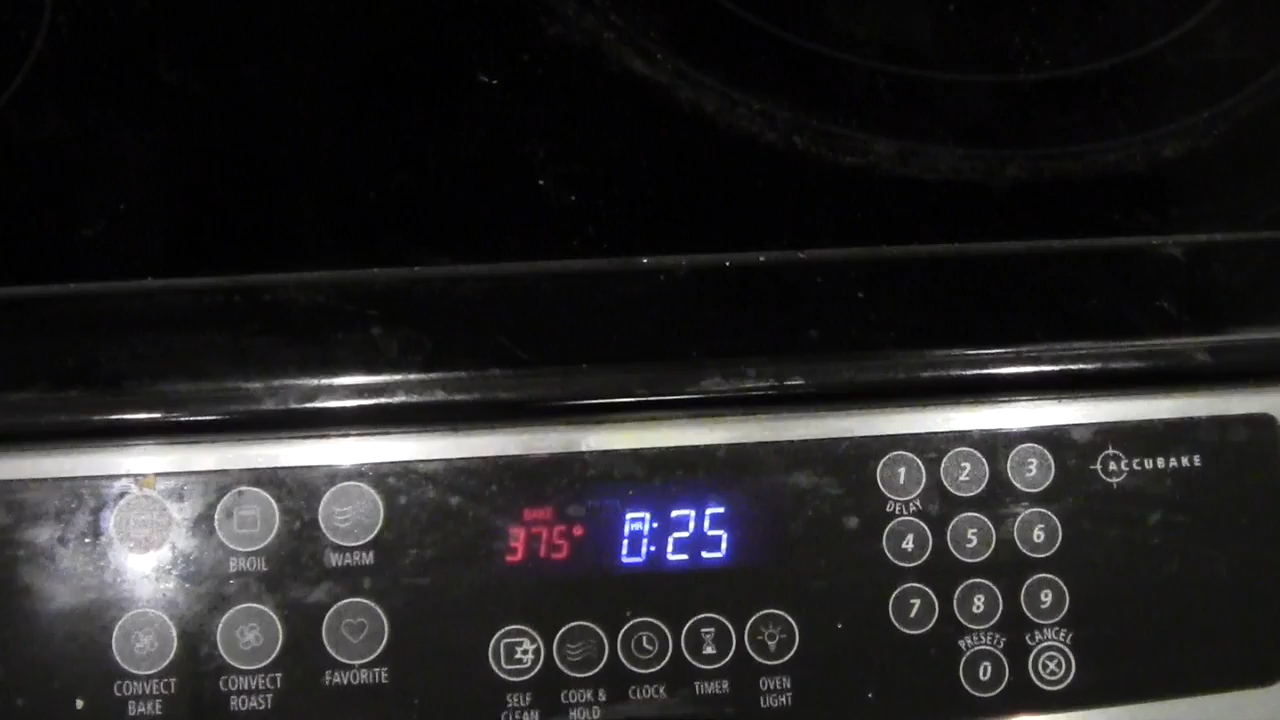 1 2 3 ACCUBAKE
DELAY
BAKE
375°
HR
0:25
4 5 6
BROIL WARM
7 8 9
PRESETS CANCEL
0
CONVECT BAKE
CONVECT ROAST
FAVORITE
SELF CLEAN
COOK & HOLD
CLOCK
TIMER
OVEN LIGHT